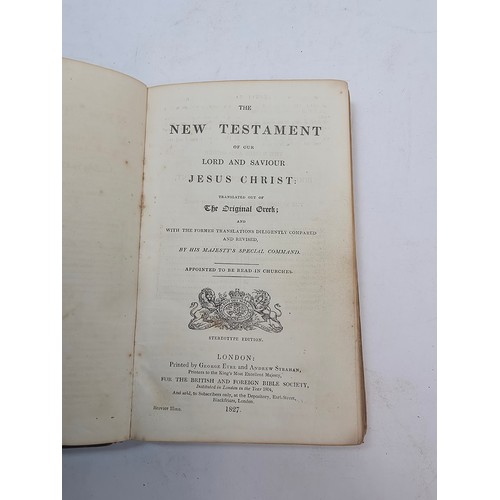 THE
NEW TESTAMENT
OF OUR
LORD AND SAVIOUR
JESUS CHRIST:
TRANSLATED OUT OF
The Original Greek;
AND
WITH THE FORMER TRANSLATIONS DILIGENTLY COMPARED
AND REVISED,
BY HIS MAJESTY'S SPECIAL COMMAND.
APPOINTED TO BE READ IN CHURCHES.
STEREOTYPE EDITION.
LONDON:
Printed by GEORGE EYRE and ANDREW STRAHAN,
Printers to the King's Most Excellent Majesty,
FOR THE BRITISH AND FOREIGN BIBLE SOCIETY,
Instituted in London in the Year 1804,
And sold, to Subscribers only, at the Depository, Earl-Street,
Blackfriars, London.
BREVIER 12mo.
1827.